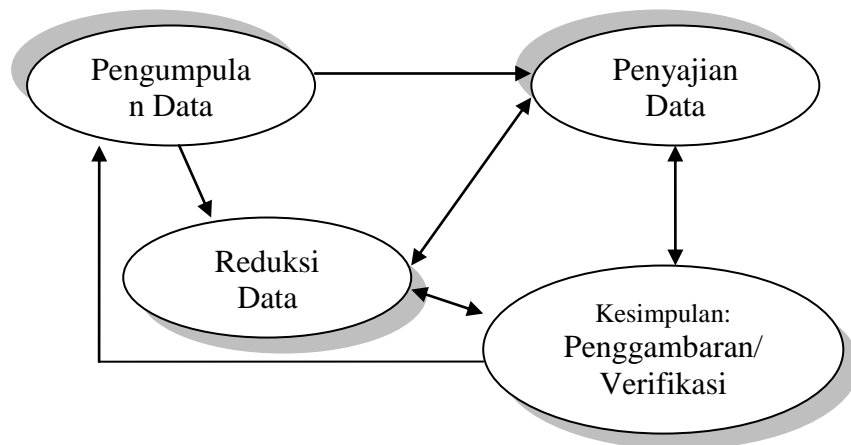 Pengumpula
n Data
Penyajian
Data
Reduksi
Data
Kesimpulan:
Penggambaran/
Verifikasi